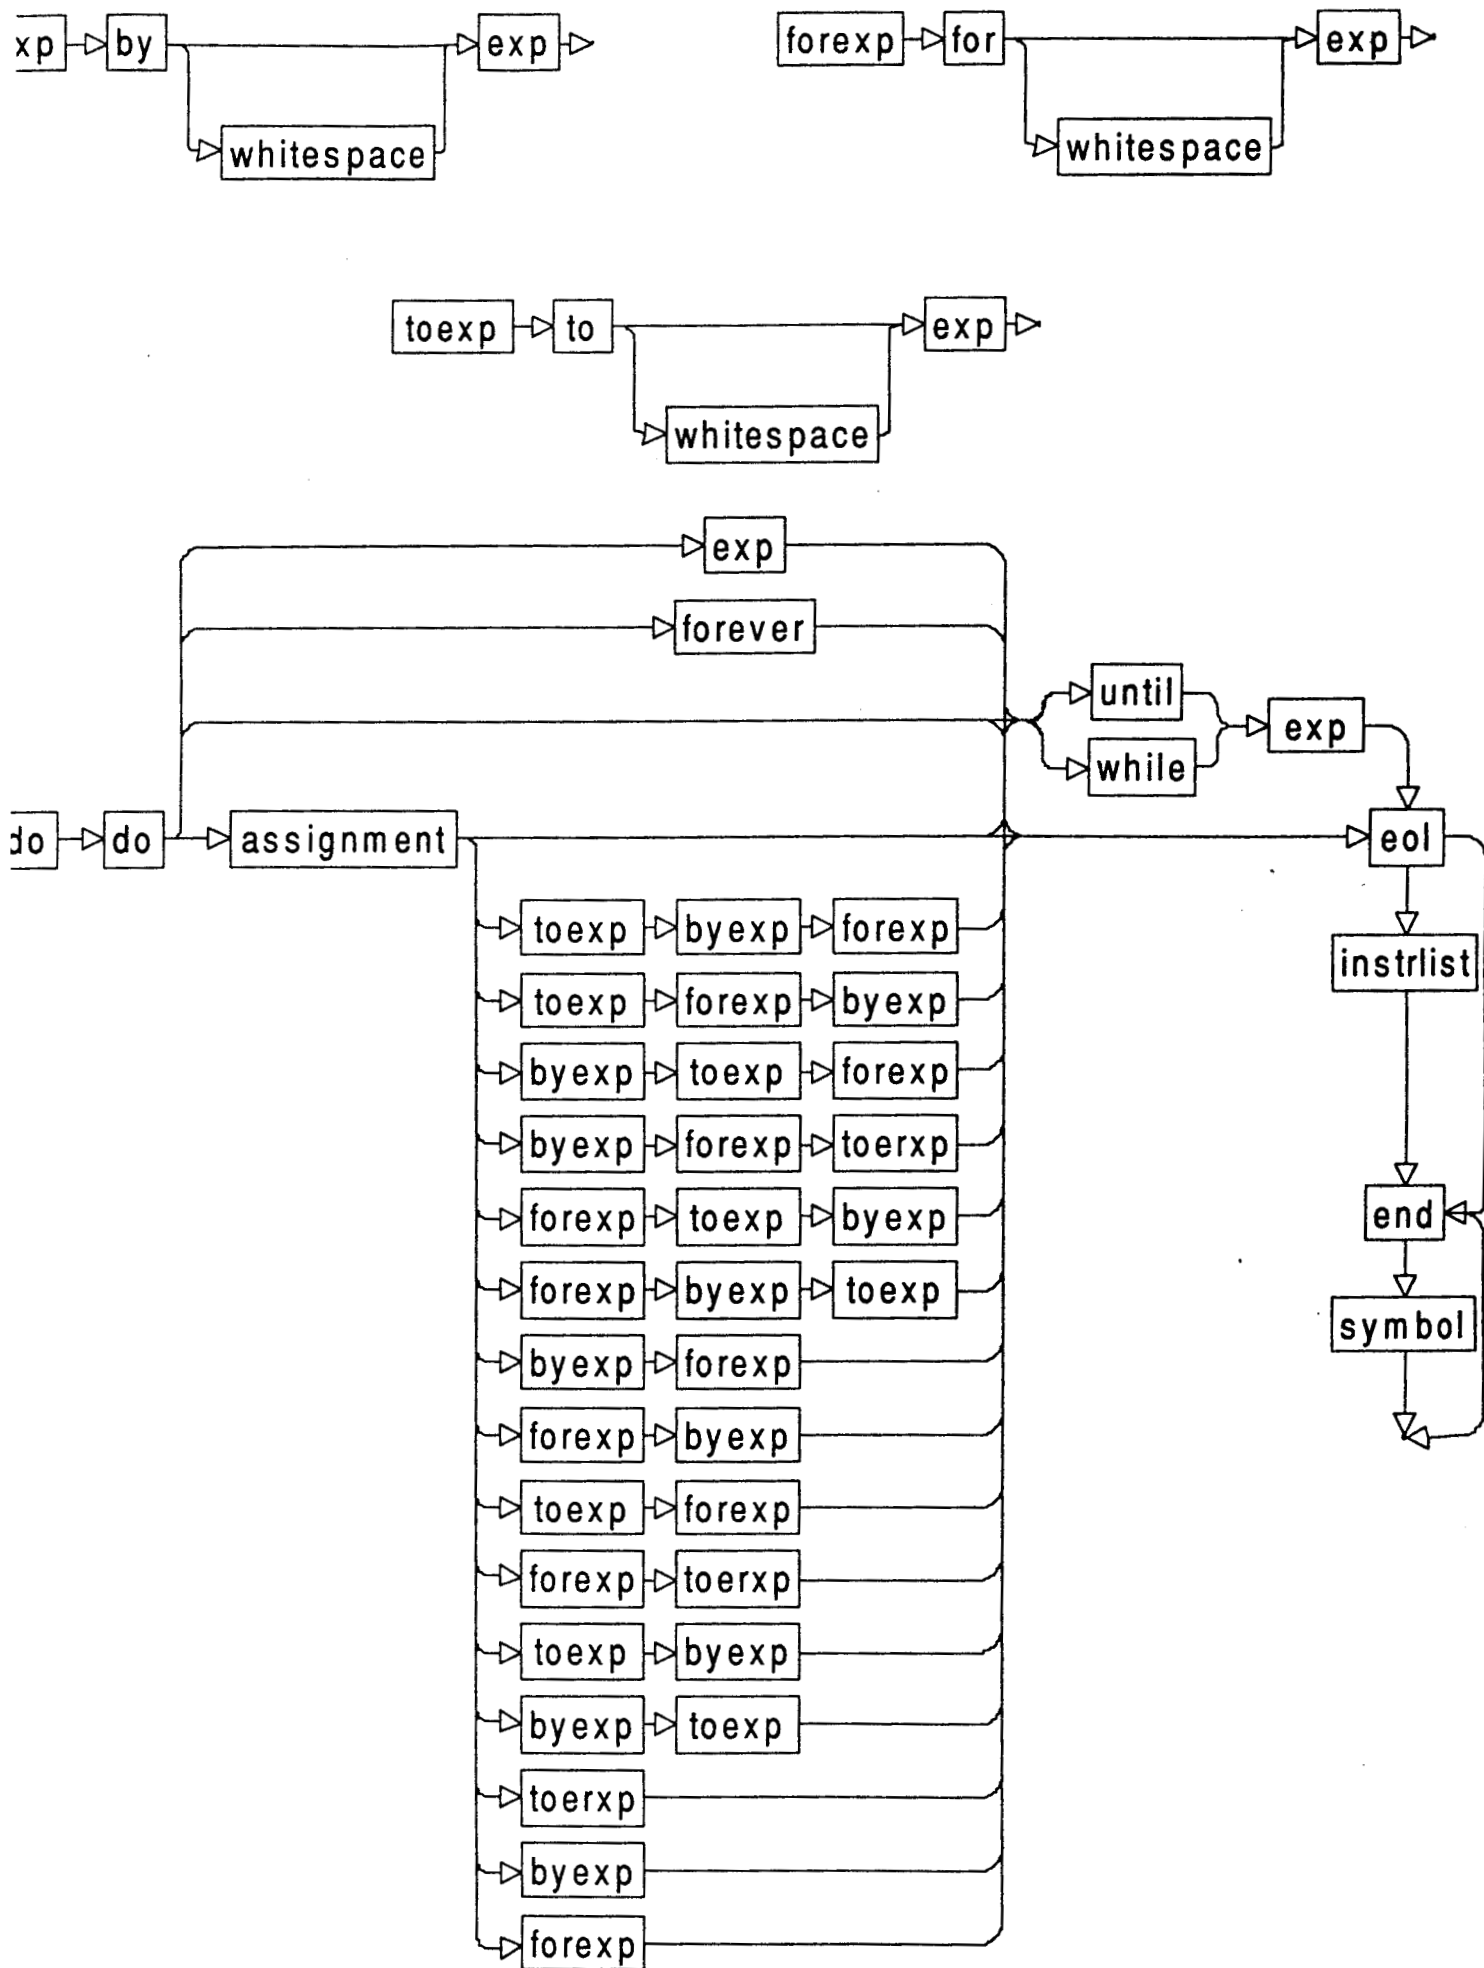 xp by exp forexp for exp
whitespace whitespace
toexp to exp
whitespace
exp
forever
until
exp
while
do do assignment eol
toexp byexp forexp
instrlist
toexp forexp byexp
byexp toexp forexp
byexp forexp toerxp
forexp toexp byexp end
forexp byexp toexp
symbol
byexp forexp
forexp byexp
toexp forexp
forexp toerxp
toexp byexp
byexp toexp
toerxp
byexp
forexp